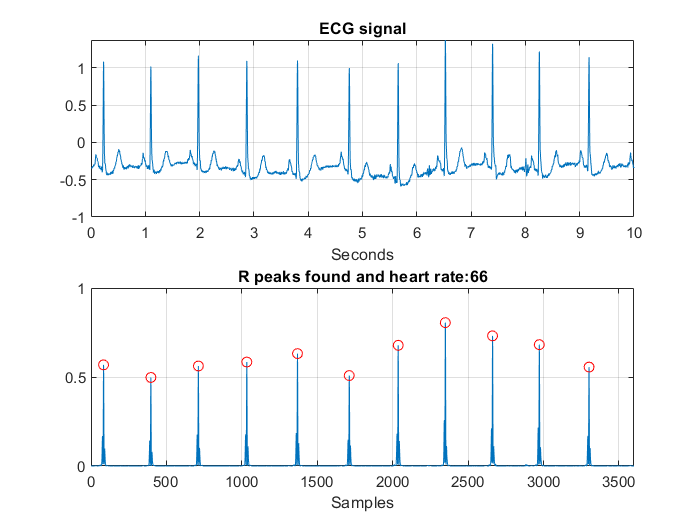 ECG signal
1
0.5
0
-0.5
-1
0 1 2 3 4 5 6 7 8 9 10
Seconds
R peaks found and heart rate:66
1
0.5
0
0 500 1000 1500 2000 2500 3000 3500
Samples